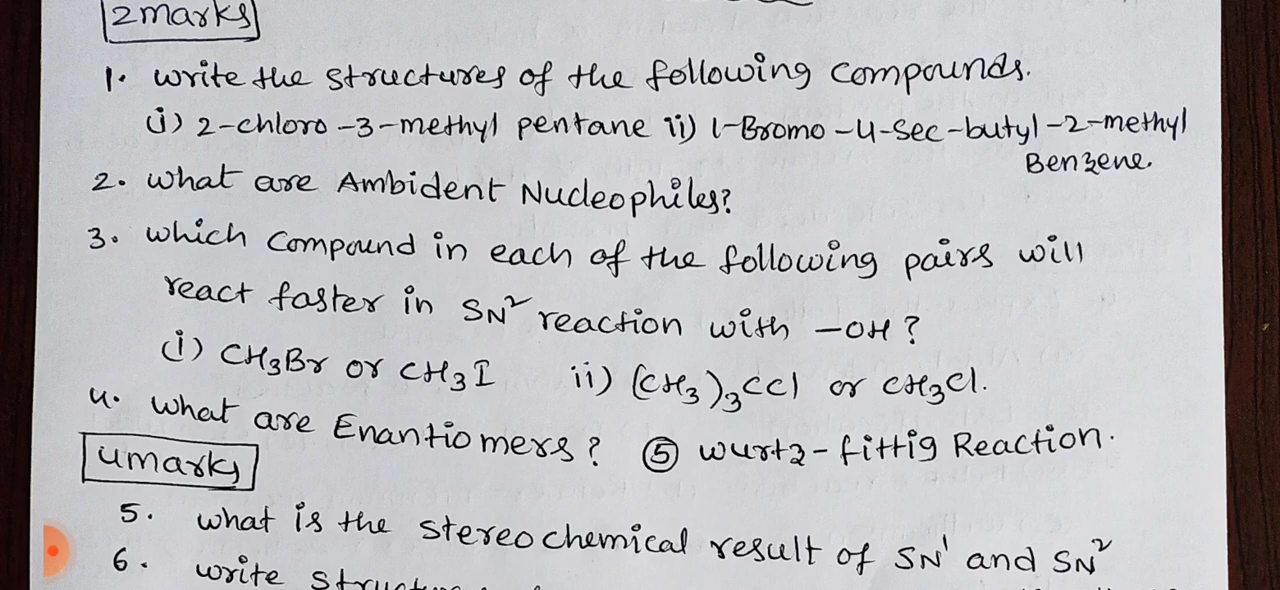 2marks
1. write the structures of the following compounds.
(i) 2-chloro-3-methyl pentane ii) 1-Bromo-4-sec-butyl-2-methyl
Benzene.
2. what are Ambident Nucleophiles?
3. which compound in each of the following pairs will
react faster in SN² reaction with -OH?
(i) CH₃Br or CH₃I ii) (CH₃)₃CCl or CH₃Cl.
4. what are Enantiomers? ⑤ wurtz-fittig Reaction.
4marks
5. what is the stereochemical result of SN¹ and SN²
6. write